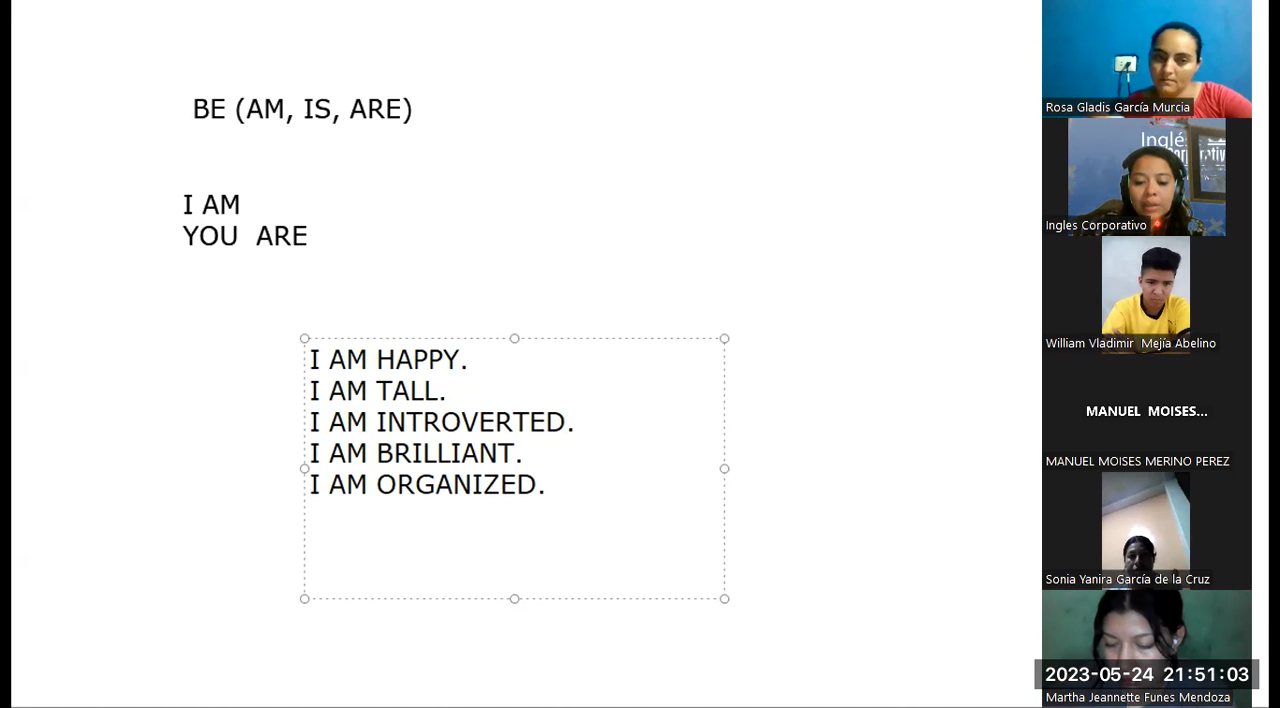 BE (AM, IS, ARE)
I AM
YOU ARE
I AM HAPPY.
I AM TALL.
I AM INTROVERTED.
I AM BRILLIANT.
I AM ORGANIZED.
Rosa Gladis García Murcia
Inglés
Ingles Corporativo
William Vladimir Mejía Abelino
MANUEL MOISES...
MANUEL MOISES MERINO PEREZ
Sonia Yanira García de la Cruz
2023-05-24 21:51:03
Martha Jeannette Funes Mendoza